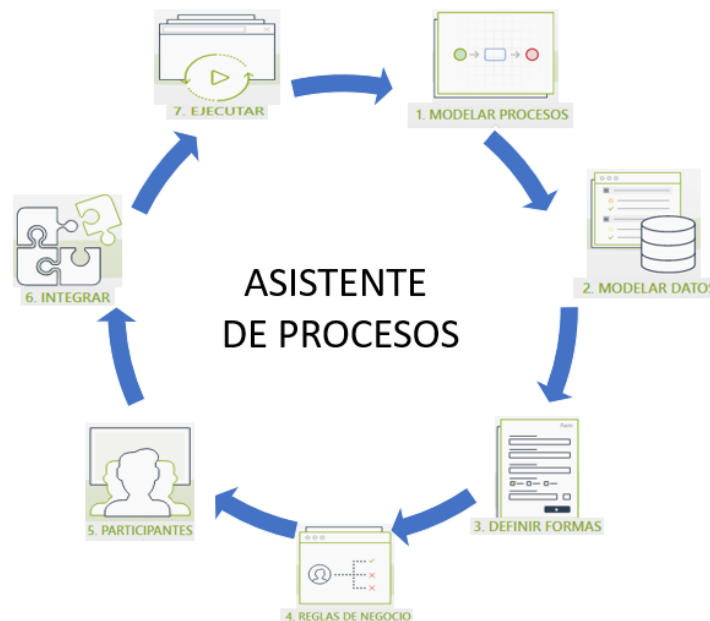 7. EJECUTAR
1. MODELAR PROCESOS
2. MODELAR DATOS
6. INTEGRAR
ASISTENTE
DE PROCESOS
Form
3. DEFINIR FORMAS
5. PARTICIPANTES
4. REGLAS DE NEGOCIO